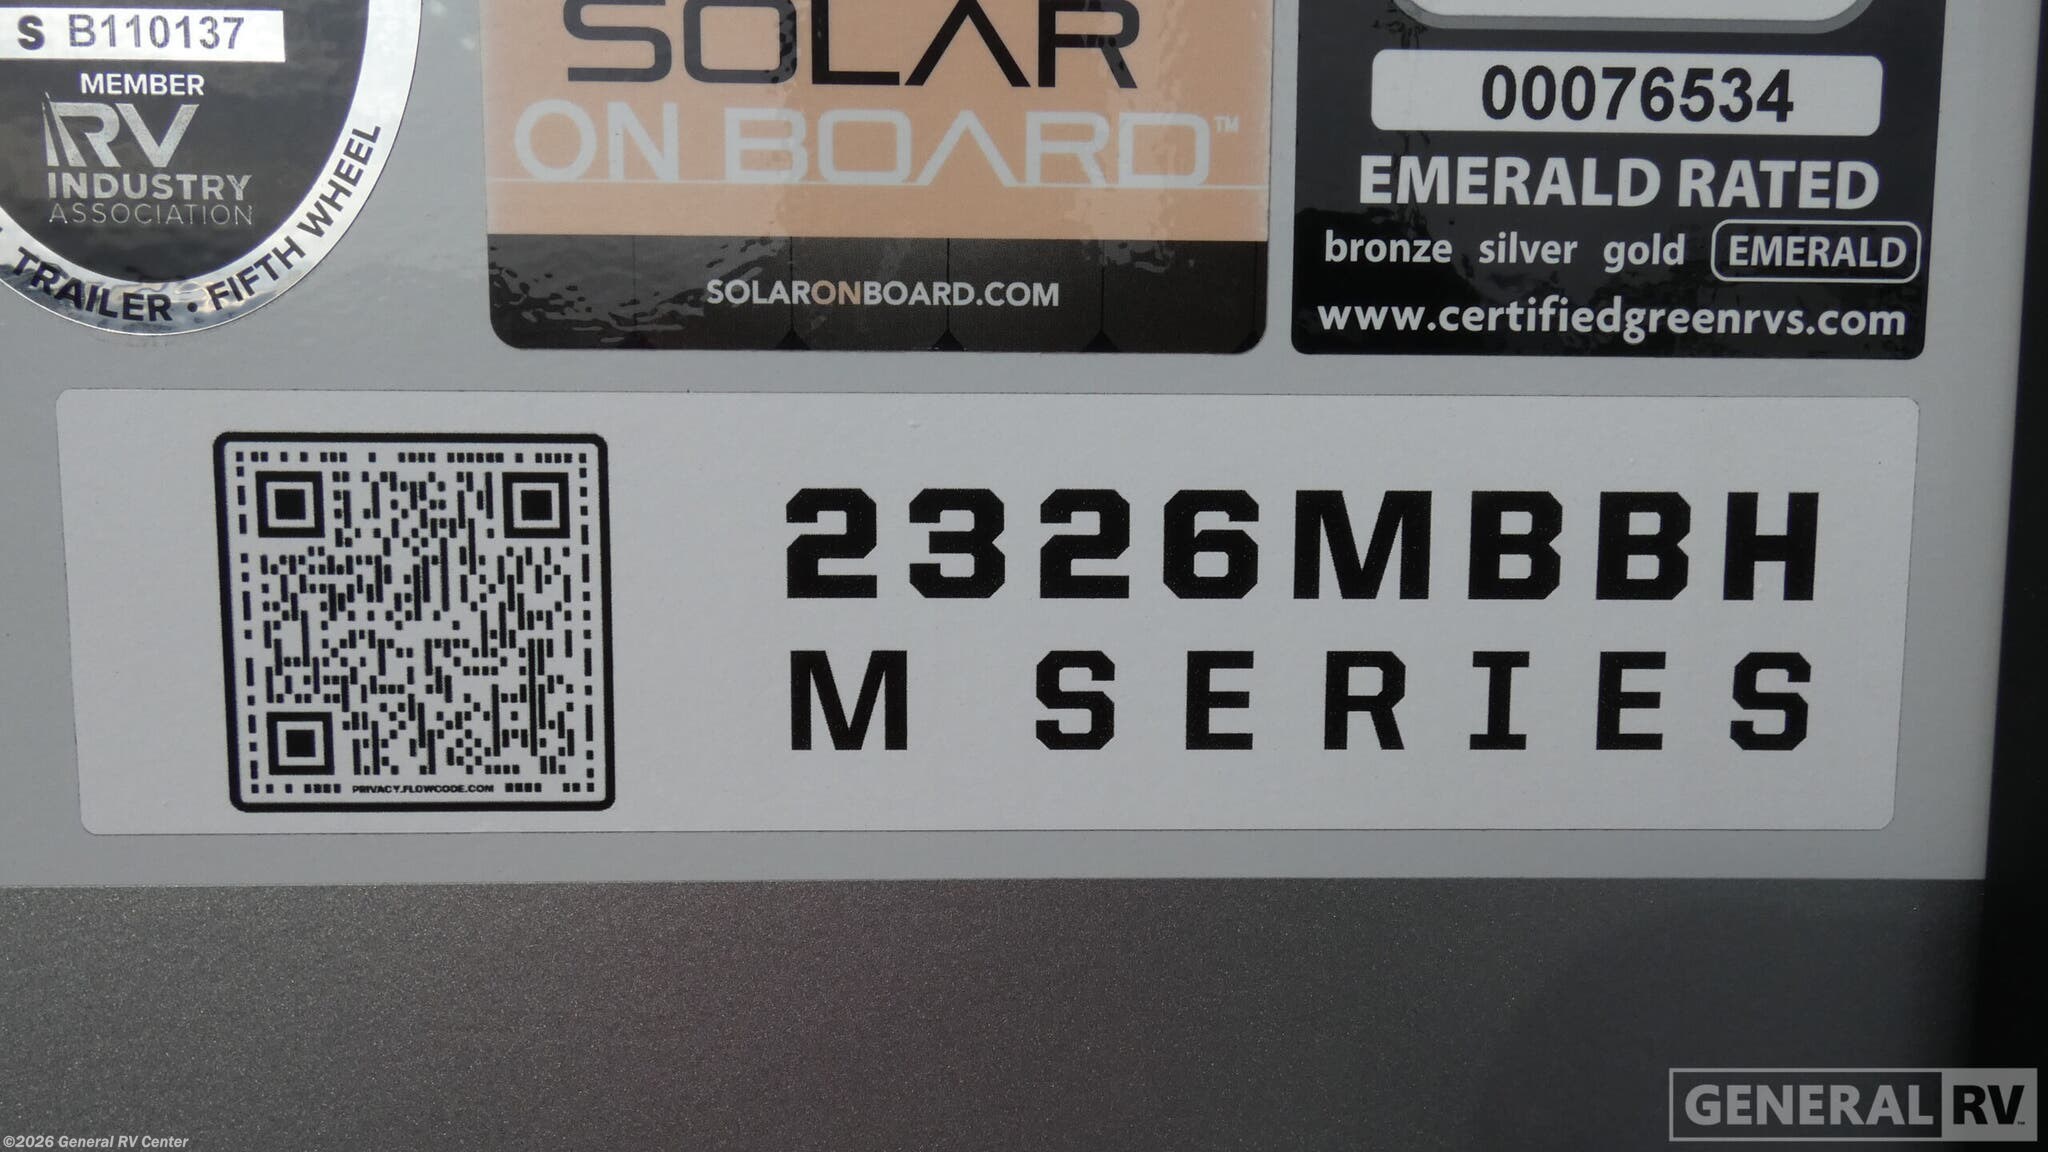 S B110137
MEMBER
RV
INDUSTRY
ASSOCIATION
TRAILER • FIFTH WHEEL
SOLAR
ON BOARD™
SOLARONBOARD.COM
00076534
EMERALD RATED
bronze silver gold EMERALD
www.certifiedgreenrvs.com
2326MBBH
M SERIES
PRIVACY.FLOWCODE.COM
GENERAL RV™
©2026 General RV Center